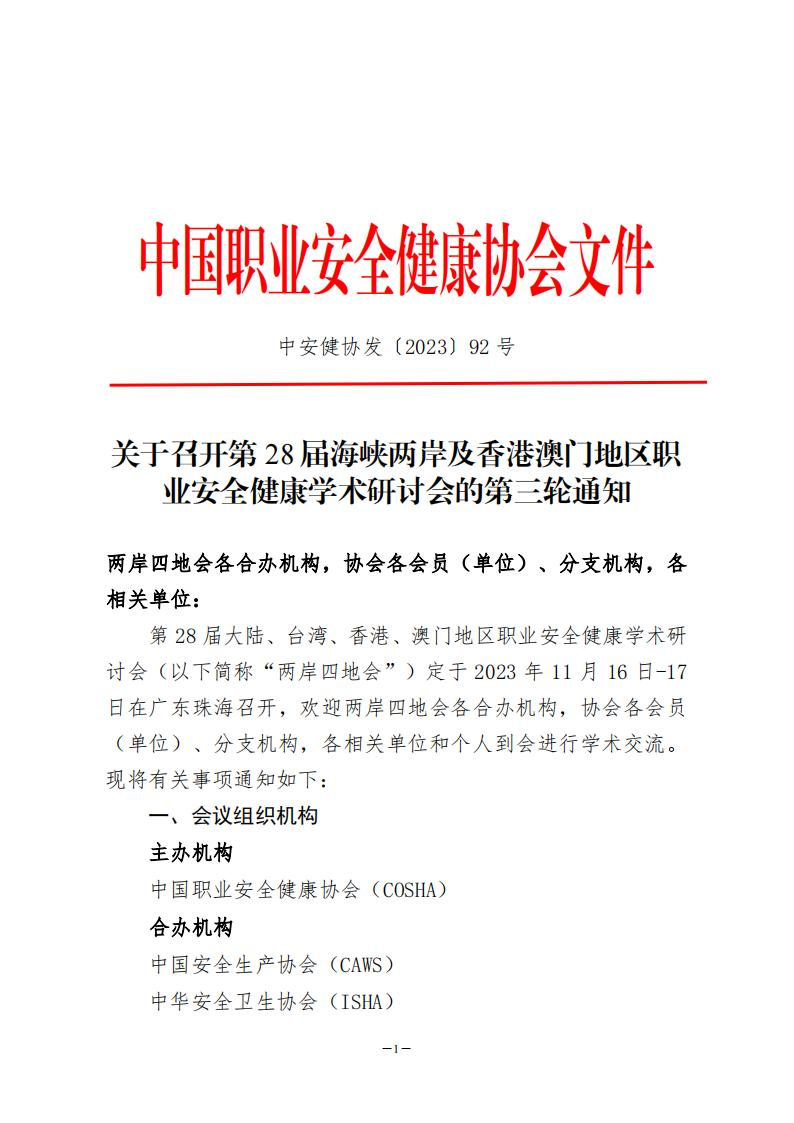 中国职业安全健康协会文件
中安健协发〔2023〕92 号
关于召开第 28 届海峡两岸及香港澳门地区职
业安全健康学术研讨会的第三轮通知
两岸四地会各合办机构，协会各会员（单位）、分支机构，各
相关单位：
第 28 届大陆、台湾、香港、澳门地区职业安全健康学术研
讨会（以下简称“两岸四地会”）定于 2023 年 11 月 16 日-17
日在广东珠海召开，欢迎两岸四地会各合办机构，协会各会员
（单位）、分支机构，各相关单位和个人到会进行学术交流。
现将有关事项通知如下：
一、会议组织机构
主办机构
中国职业安全健康协会（COSHA）
合办机构
中国安全生产协会（CAWS）
中华安全卫生协会（ISHA）
—1—